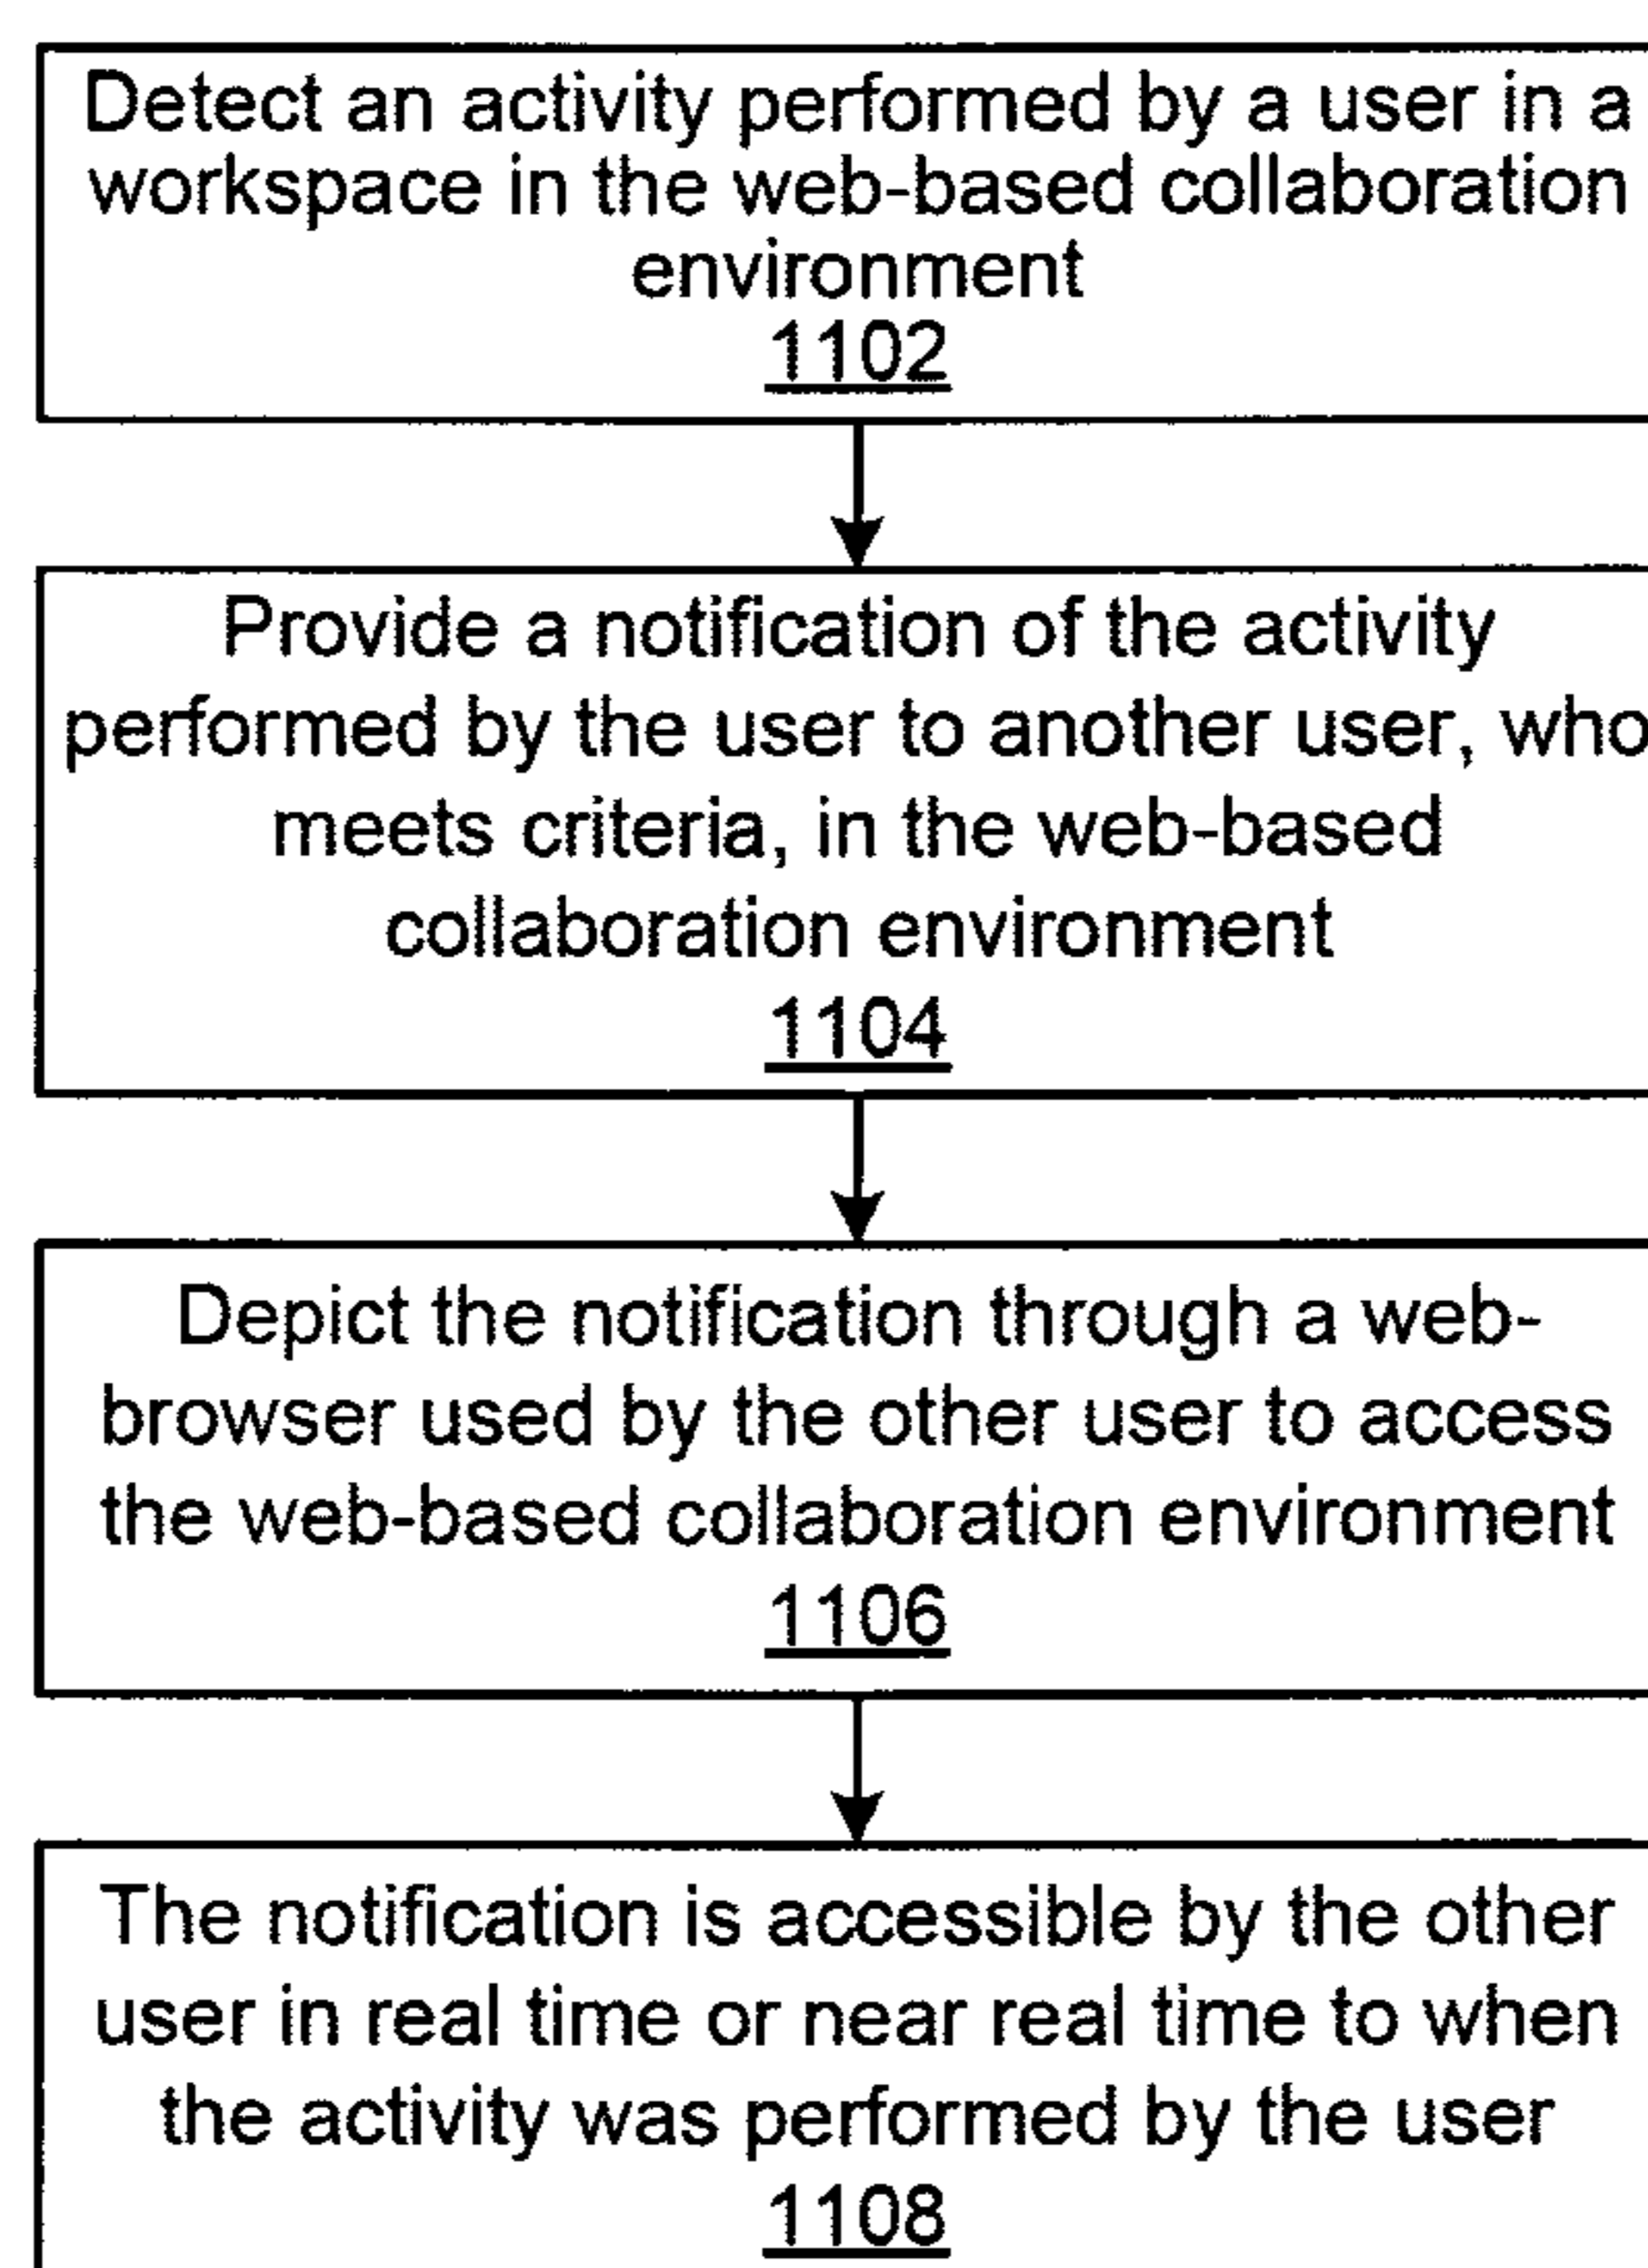 Detect an activity performed by a user in a
workspace in the web-based collaboration
environment
1102
Provide a notification of the activity
performed by the user to another user, who
meets criteria, in the web-based
collaboration environment
1104
Depict the notification through a web-
browser used by the other user to access
the web-based collaboration environment
1106
The notification is accessible by the other
user in real time or near real time to when
the activity was performed by the user
1108